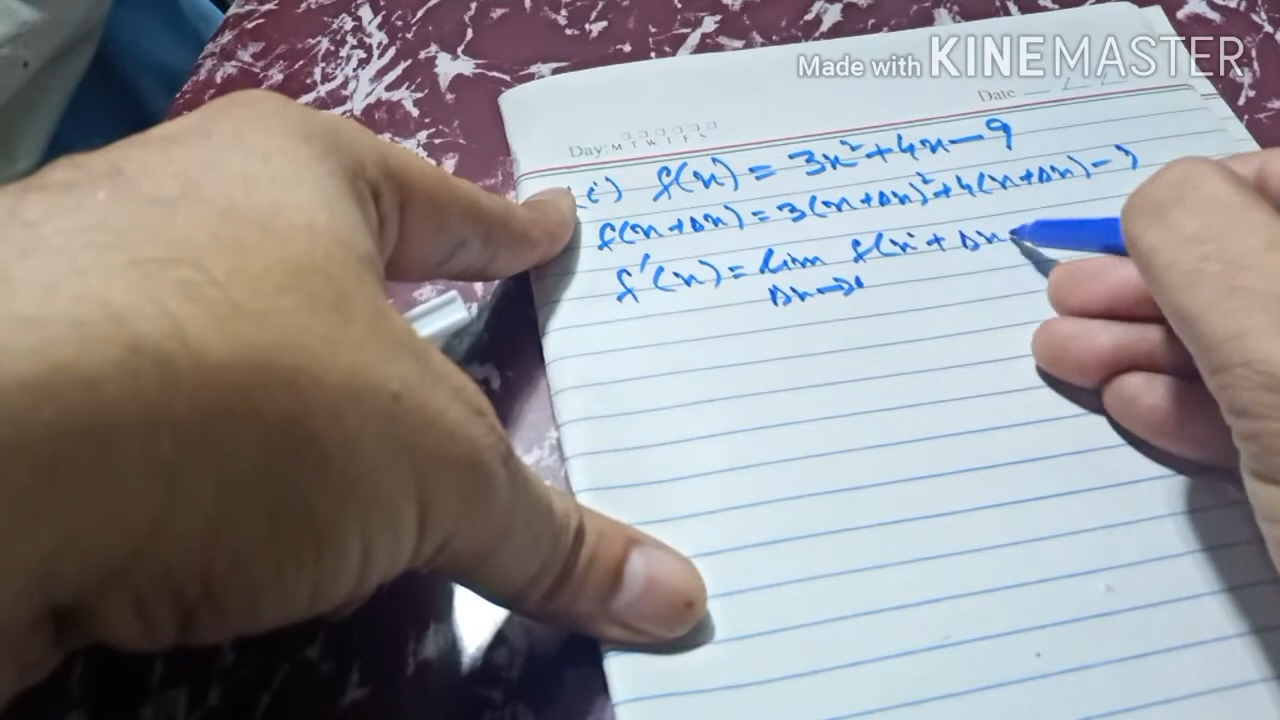 Made with KINEMASTER
Date
Day: M T W T F S
(i) f(x) = 3x²+4x-9
f(x+Δx) = 3(x+Δx)²+4(x+Δx)-9
f'(x) = lim f(x+Δx
Δx→0